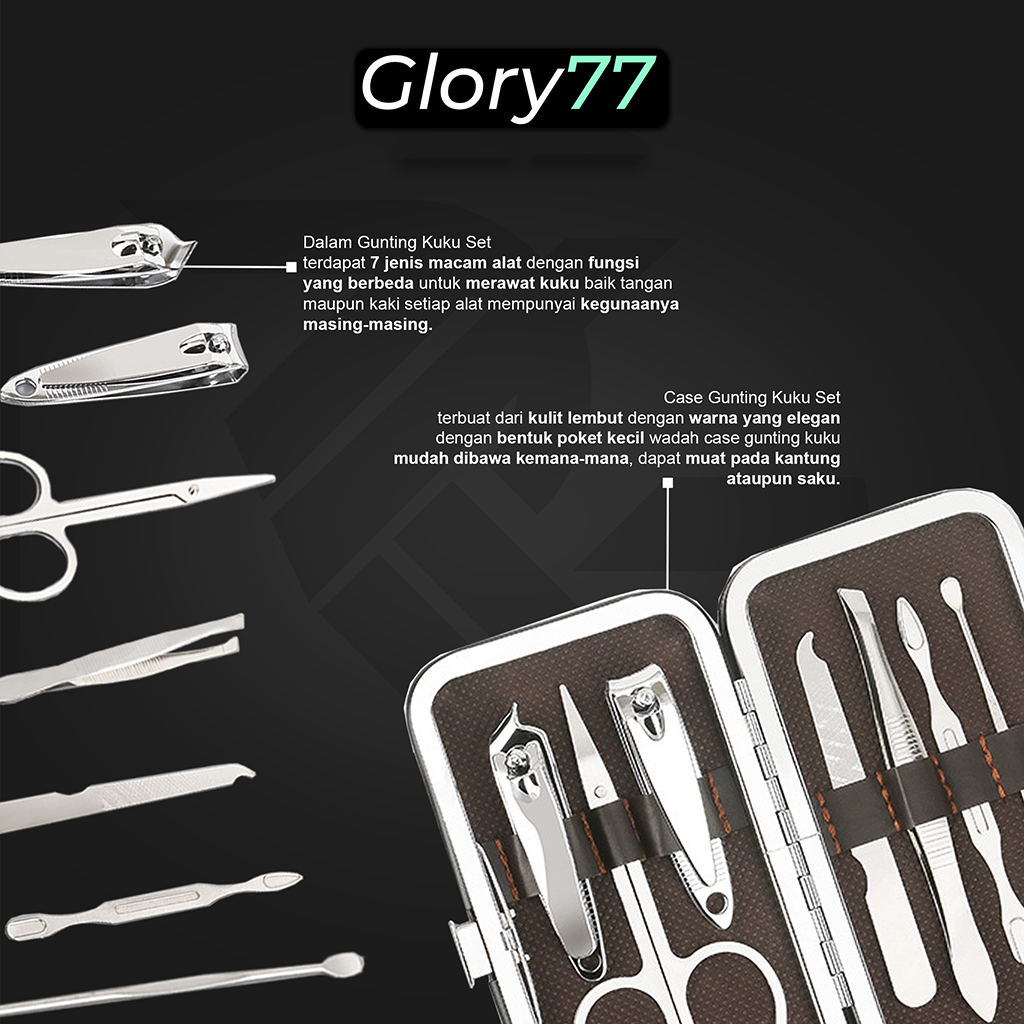 Glory77
Dalam Gunting Kuku Set
terdapat 7 jenis macam alat dengan fungsi
yang berbeda untuk merawat kuku baik tangan
maupun kaki setiap alat mempunyai kegunaanya
masing-masing.
Case Gunting Kuku Set
terbuat dari kulit lembut dengan warna yang elegan
dengan bentuk poket kecil wadah case gunting kuku
mudah dibawa kemana-mana, dapat muat pada kantung
ataupun saku.